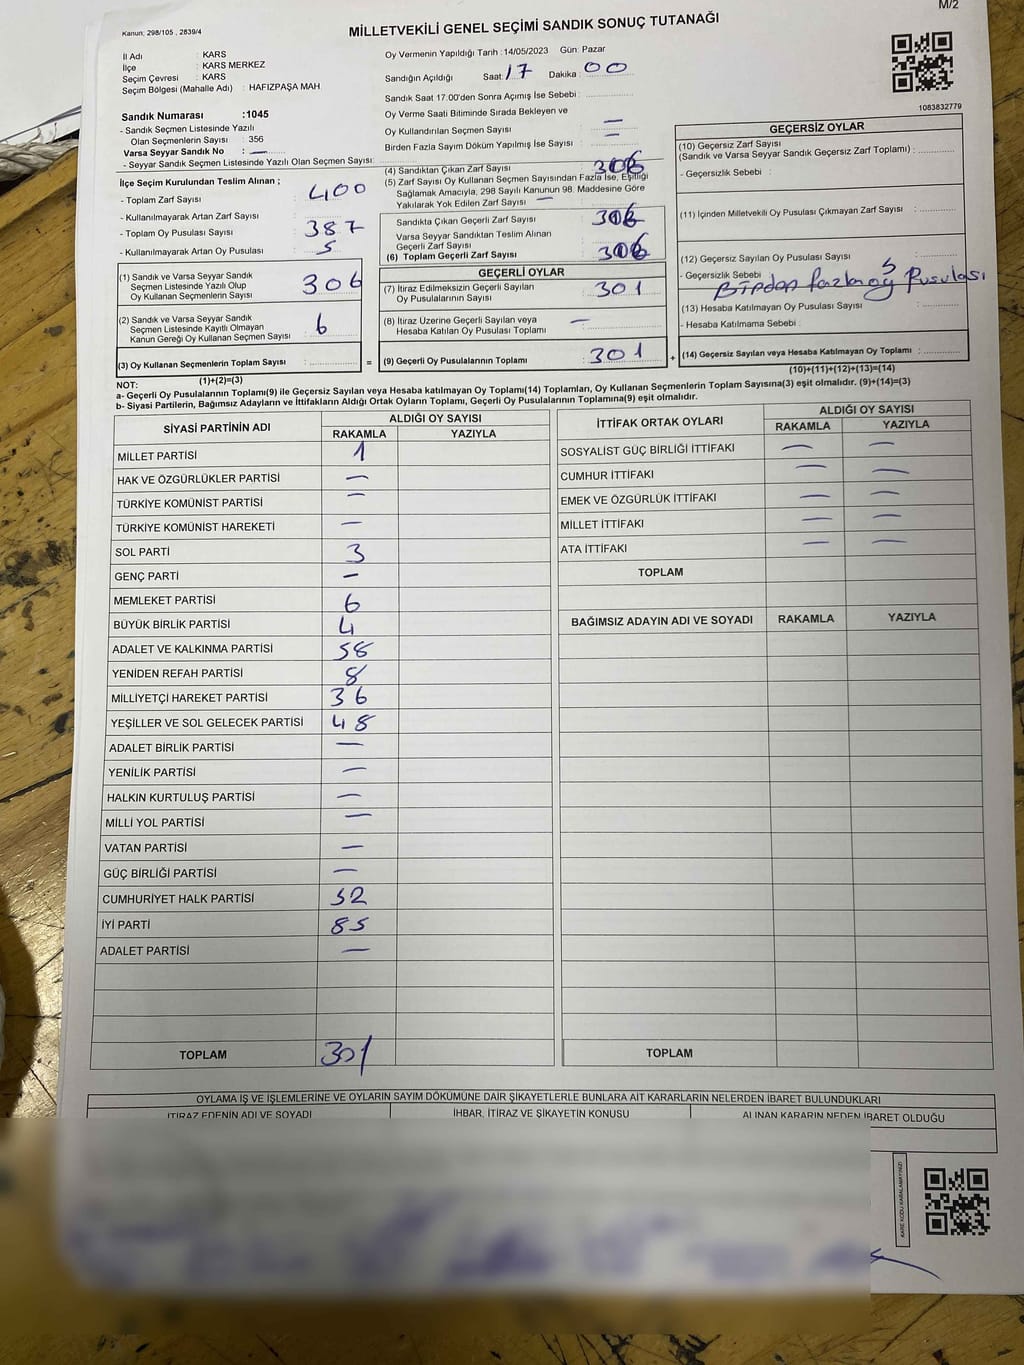 M/2
Kanun; 298/105 , 2839/4
MİLLETVEKİLİ GENEL SEÇİMİ SANDIK SONUÇ TUTANAĞI
İl Adı : KARS
İlçe : KARS MERKEZ
Seçim Çevresi : KARS
Seçim Bölgesi (Mahalle Adı) : HAFIZPAŞA MAH
Oy Vermenin Yapıldığı Tarih : 14/05/2023 Gün: Pazar
Sandığın Açıldığı Saat: 17 Dakika : 00
Sandık Saat 17.00'den Sonra Açımış İse Sebebi :
Sandık Numarası : 1045
- Sandık Seçmen Listesinde Yazılı
Olan Seçmenlerin Sayısı : 356
Varsa Seyyar Sandık No : —
- Seyyar Sandık Seçmen Listesinde Yazılı Olan Seçmen Sayısı:
Oy Verme Saati Bitiminde Sırada Bekleyen ve
Oy Kullandırılan Seçmen Sayısı : —
Birden Fazla Sayım Döküm Yapılmış İse Sayısı : —
1083832779
İlçe Seçim Kurulundan Teslim Alınan ;
- Toplam Zarf Sayısı : 400
- Kullanılmayarak Artan Zarf Sayısı :
- Toplam Oy Pusulası Sayısı : 387
- Kullanılmayarak Artan Oy Pusulası : 5
(1) Sandık ve Varsa Seyyar Sandık
Seçmen Listesinde Yazılı Olup
Oy Kullanan Seçmenlerin Sayısı 306
(2) Sandık ve Varsa Seyyar Sandık
Seçmen Listesinde Kayıtlı Olmayan
Kanun Gereği Oy Kullanan Seçmen Sayısı 6
(3) Oy Kullanan Seçmenlerin Toplam Sayısı :
(1)+(2)=(3)
(4) Sandıktan Çıkan Zarf Sayısı : 306
(5) Zarf Sayısı Oy Kullanan Seçmen Sayısından Fazla İse, Eşitliği
Sağlamak Amacıyla, 298 Sayılı Kanunun 98. Maddesine Göre
Yakılarak Yok Edilen Zarf Sayısı : —
Sandıkta Çıkan Geçerli Zarf Sayısı : 306
Varsa Seyyar Sandıktan Teslim Alınan
Geçerli Zarf Sayısı :
(6) Toplam Geçerli Zarf Sayısı : 306
GEÇERLİ OYLAR
(7) İtiraz Edilmeksizin Geçerli Sayılan
Oy Pusulalarının Sayısı : 301
(8) İtiraz Üzerine Geçerli Sayılan veya
Hesaba Katılan Oy Pusulası Toplamı : —
= (9) Geçerli Oy Pusulalarının Toplamı : 301 +
GEÇERSİZ OYLAR
(10) Geçersiz Zarf Sayısı
(Sandık ve Varsa Seyyar Sandık Geçersiz Zarf Toplamı) :
- Geçersizlik Sebebi :
(11) İçinden Milletvekili Oy Pusulası Çıkmayan Zarf Sayısı :
(12) Geçersiz Sayılan Oy Pusulası Sayısı : 5
- Geçersizlik Sebebi : Birden fazla oy Pusulası
(13) Hesaba Katılmayan Oy Pusulası Sayısı :
- Hesaba Katılmama Sebebi :
(14) Geçersiz Sayılan veya Hesaba Katılmayan Oy Toplamı :
(10)+(11)+(12)+(13)=(14)
NOT:
a- Geçerli Oy Pusulalarının Toplamı(9) ile Geçersiz Sayılan veya Hesaba katılmayan Oy Toplamı(14) Toplamları, Oy Kullanan Seçmenlerin Toplam Sayısına(3) eşit olmalıdır. (9)+(14)=(3)
b- Siyasi Partilerin, Bağımsız Adayların ve İttifakların Aldığı Ortak Oyların Toplamı, Geçerli Oy Pusulalarının Toplamına(9) eşit olmalıdır.
SİYASİ PARTİNİN ADI ALDIĞI OY SAYISI
RAKAMLA YAZIYLA
MİLLET PARTİSİ 1
HAK VE ÖZGÜRLÜKLER PARTİSİ —
TÜRKİYE KOMÜNİST PARTİSİ —
TÜRKİYE KOMÜNİST HAREKETİ —
SOL PARTİ 3
GENÇ PARTİ —
MEMLEKET PARTİSİ 6
BÜYÜK BİRLİK PARTİSİ 4
ADALET VE KALKINMA PARTİSİ 58
YENİDEN REFAH PARTİSİ 8
MİLLİYETÇİ HAREKET PARTİSİ 36
YEŞİLLER VE SOL GELECEK PARTİSİ 48
ADALET BİRLİK PARTİSİ —
YENİLİK PARTİSİ —
HALKIN KURTULUŞ PARTİSİ —
MİLLİ YOL PARTİSİ —
VATAN PARTİSİ —
GÜÇ BİRLİĞİ PARTİSİ —
CUMHURİYET HALK PARTİSİ 52
İYİ PARTİ 85
ADALET PARTİSİ —
TOPLAM 301
İTTİFAK ORTAK OYLARI ALDIĞI OY SAYISI
RAKAMLA YAZIYLA
SOSYALİST GÜÇ BİRLİĞİ İTTİFAKI — —
CUMHUR İTTİFAKI — —
EMEK VE ÖZGÜRLÜK İTTİFAKI — —
MİLLET İTTİFAKI — —
ATA İTTİFAKI — —
TOPLAM
BAĞIMSIZ ADAYIN ADI VE SOYADI RAKAMLA YAZIYLA
TOPLAM
OYLAMA İŞ VE İŞLEMLERİNE VE OYLARIN SAYIM DÖKÜMÜNE DAİR ŞİKAYETLERLE BUNLARA AİT KARARLARIN NELERDEN İBARET BULUNDUKLARI
İTİRAZ EDENİN ADI VE SOYADI İHBAR, İTİRAZ VE ŞİKAYETİN KONUSU ALINAN KARARIN NEDEN İBARET OLDUĞU
KARE KODU KARALAMAYINIZ!